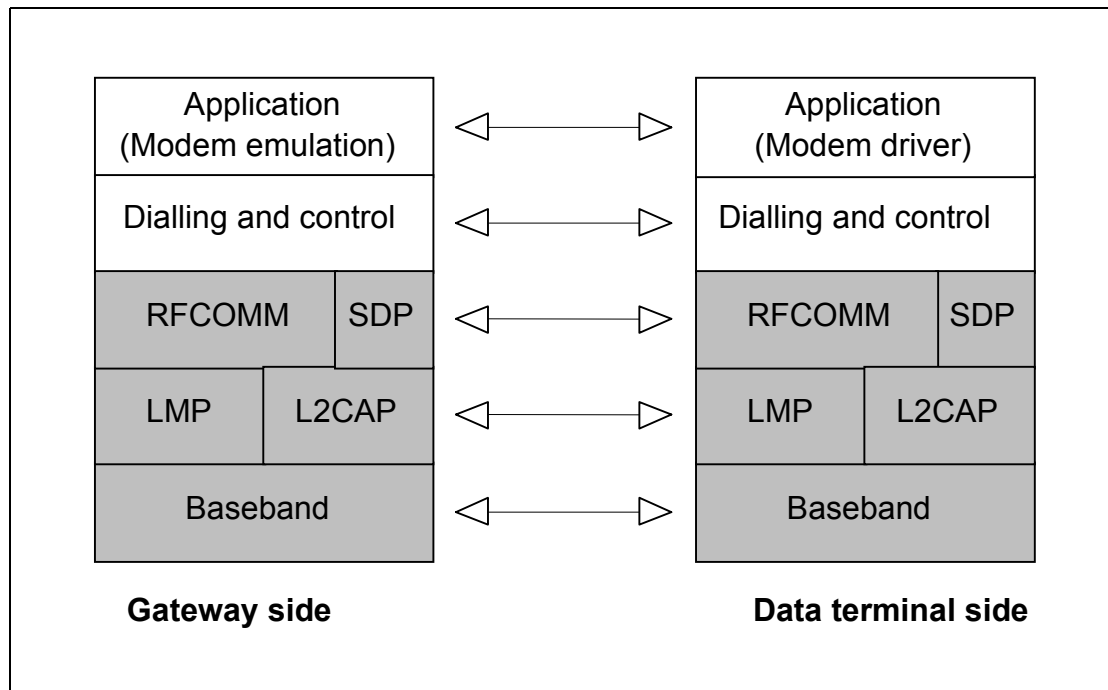 Application
(Modem emulation)
Dialling and control
RFCOMM
SDP
LMP
L2CAP
Baseband
Gateway side
Application
(Modem driver)
Dialling and control
RFCOMM
SDP
LMP
L2CAP
Baseband
Data terminal side